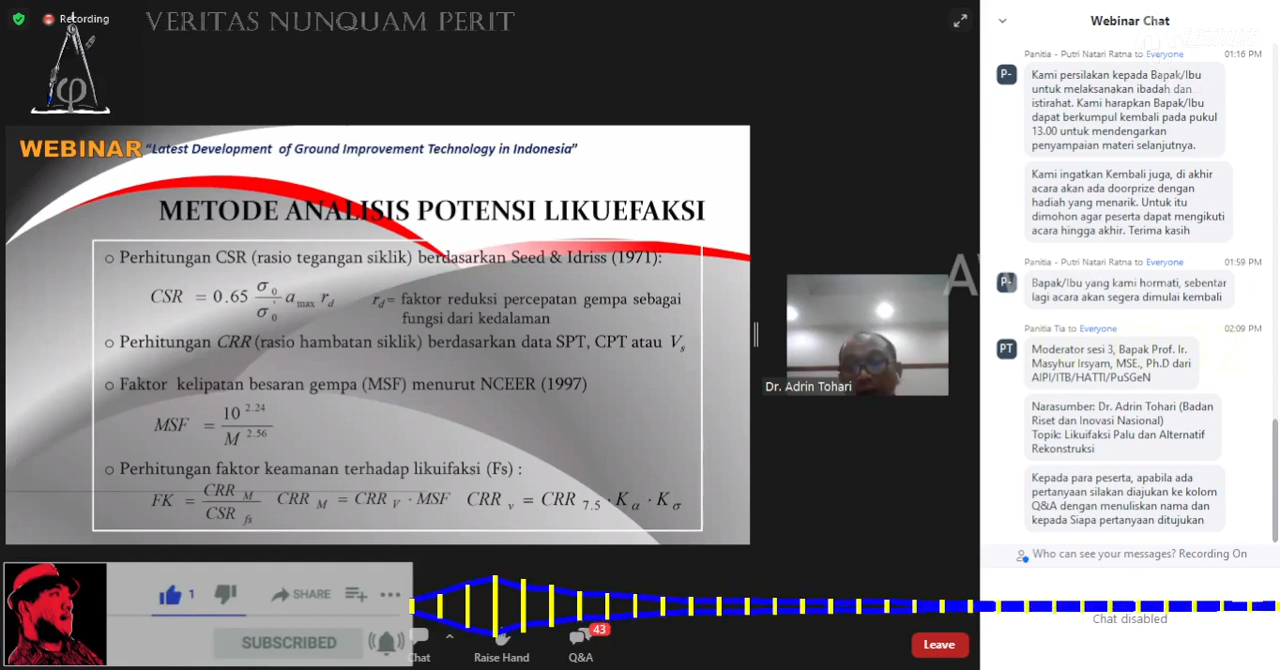 Recording
VERITAS NUNQUAM PERIT
φ
WEBINAR "Latest Development of Ground Improvement Technology in Indonesia"
METODE ANALISIS POTENSI LIKUEFAKSI
o Perhitungan CSR (rasio tegangan siklik) berdasarkan Seed & Idriss (1971):
CSR = 0.65 σ0 / σ'0 a max r d
r d = faktor reduksi percepatan gempa sebagai
fungsi dari kedalaman
o Perhitungan CRR (rasio hambatan siklik) berdasarkan data SPT, CPT atau Vs
o Faktor kelipatan besaran gempa (MSF) menurut NCEER (1997)
MSF = 10 2.24 / M 2.56
o Perhitungan faktor keamanan terhadap likuifaksi (Fs) :
FK = CRR M / CSR fs CRR M = CRR V · MSF CRR v = CRR 7.5 · K α · K σ
Dr. Adrin Tohari
1
SHARE
SUBSCRIBED
Chat
Raise Hand
43
Q&A
Leave
Webinar Chat
Panitia - Putri Natari Ratna to Everyone 01:16 PM
P-
Kami persilakan kepada Bapak/Ibu
untuk melaksanakan ibadah dan
istirahat. Kami harapkan Bapak/Ibu
dapat berkumpul kembali pada pukul
13.00 untuk mendengarkan
penyampaian materi selanjutnya.
Kami ingatkan Kembali juga, di akhir
acara akan ada doorprize dengan
hadiah yang menarik. Untuk itu
dimohon agar peserta dapat mengikuti
acara hingga akhir. Terima kasih
Panitia - Putri Natari Ratna to Everyone 01:59 PM
P-
Bapak/Ibu yang kami hormati, sebentar
lagi acara akan segera dimulai kembali
Panitia Tia to Everyone 02:09 PM
PT
Moderator sesi 3, Bapak Prof. Ir.
Masyhur Irsyam, MSE., Ph.D dari
AIPI/ITB/HATTI/PuSGeN
Narasumber: Dr. Adrin Tohari (Badan
Riset dan Inovasi Nasional)
Topik: Likuifaksi Palu dan Alternatif
Rekonstruksi
Kepada para peserta, apabila ada
pertanyaan silakan diajukan ke kolom
Q&A dengan menuliskan nama dan
kepada Siapa pertanyaan ditujukan
Who can see your messages? Recording On
Chat disabled